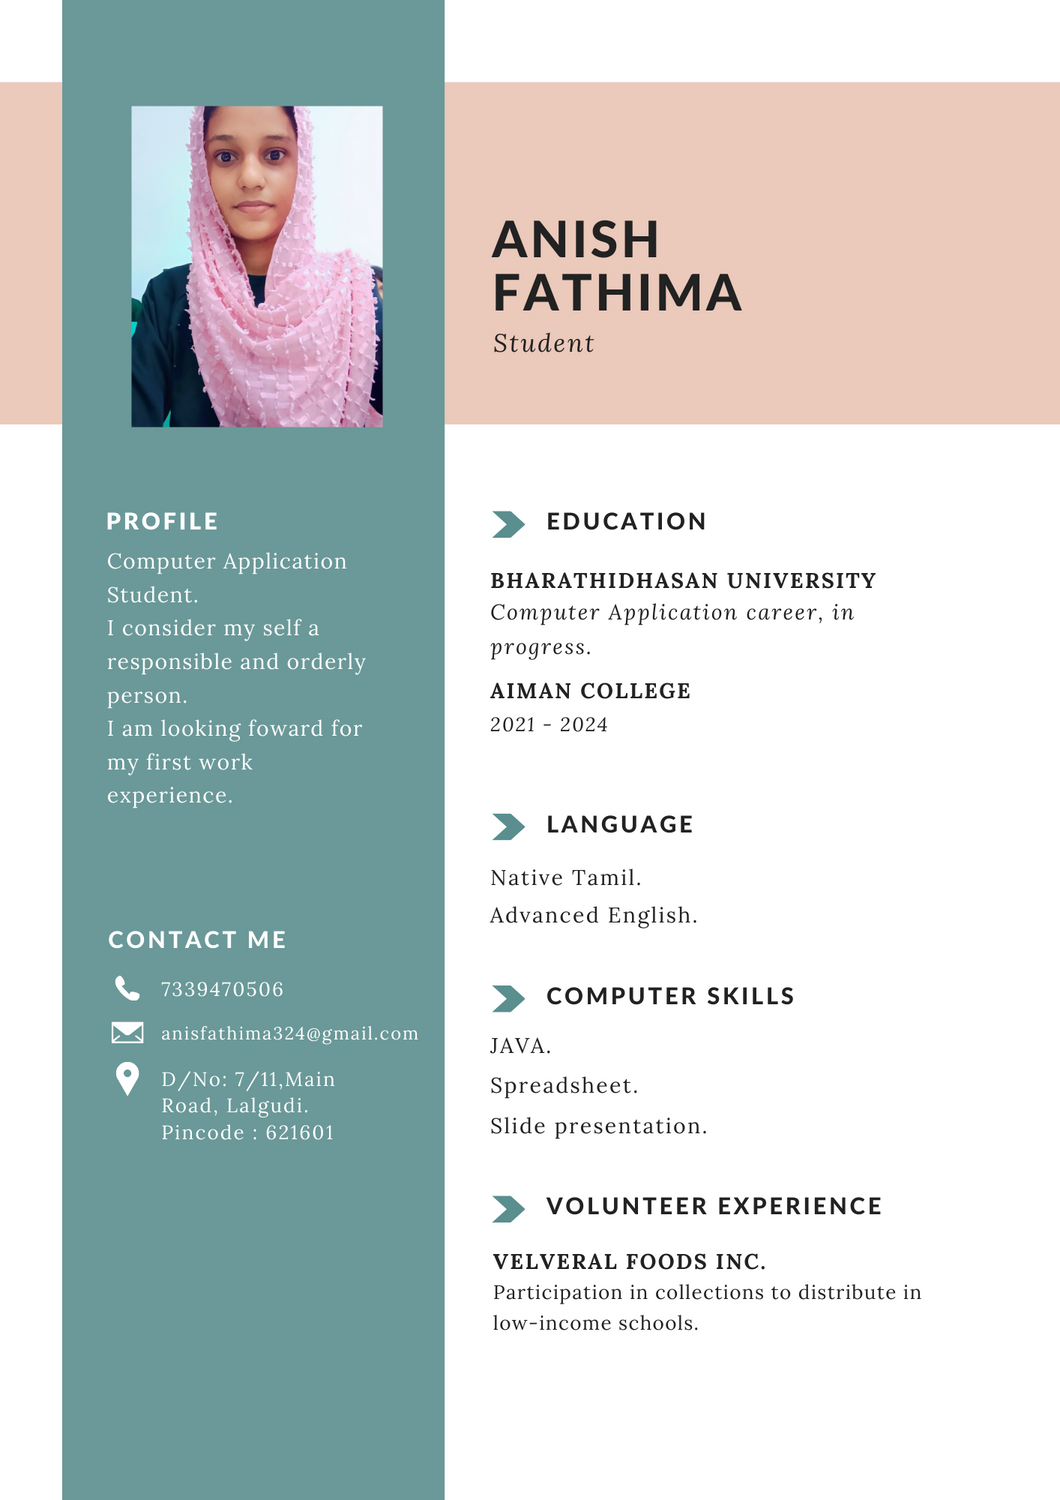 ANISH
FATHIMA
Student
PROFILE
Computer Application
Student.
I consider my self a
responsible and orderly
person.
I am looking foward for
my first work
experience.
CONTACT ME
7339470506
anisfathima324@gmail.com
D/No: 7/11,Main
Road, Lalgudi.
Pincode : 621601
EDUCATION
BHARATHIDHASAN UNIVERSITY
Computer Application career, in
progress.
AIMAN COLLEGE
2021 - 2024
LANGUAGE
Native Tamil.
Advanced English.
COMPUTER SKILLS
JAVA.
Spreadsheet.
Slide presentation.
VOLUNTEER EXPERIENCE
VELVERAL FOODS INC.
Participation in collections to distribute in
low-income schools.